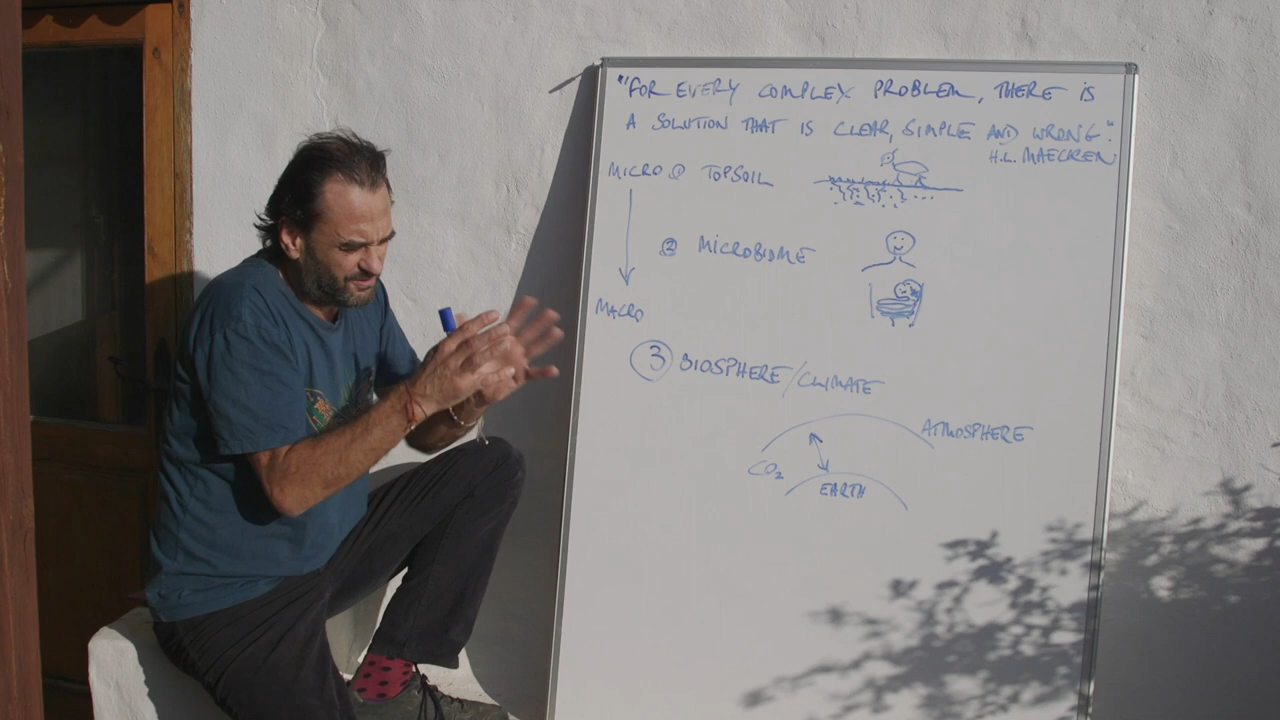 "FOR EVERY COMPLEX PROBLEM, THERE IS
A SOLUTION THAT IS CLEAR, SIMPLE AND WRONG."
H.L. MAECKEN
MICRO ① TOPSOIL
② MICROBIOME
MACRO
③ BIOSPHERE/CLIMATE
ATMOSPHERE
CO₂
EARTH